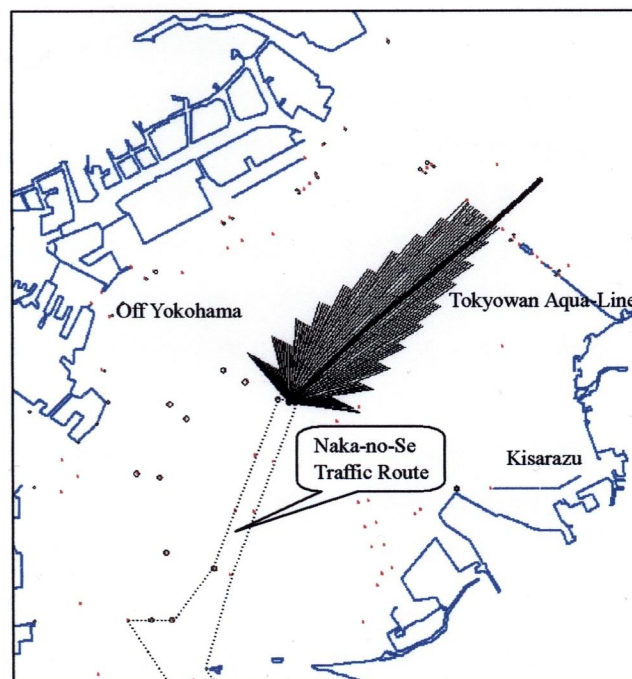 Off Yokohama
Tokyowan Aqua-Line
Naka-no-Se
Traffic Route
Kisarazu